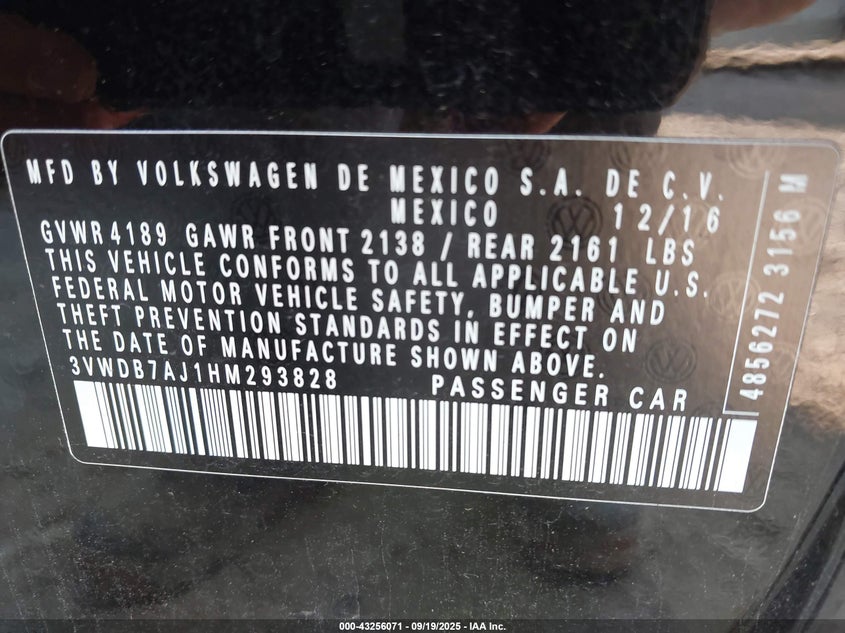 MFD BY VOLKSWAGEN DE MEXICO S.A. DE C.V.
MEXICO 12/16
GVWR 4189 GAWR FRONT 2138 / REAR 2161 LBS
THIS VEHICLE CONFORMS TO ALL APPLICABLE U.S.
FEDERAL MOTOR VEHICLE SAFETY, BUMPER AND
THEFT PREVENTION STANDARDS IN EFFECT ON
THE DATE OF MANUFACTURE SHOWN ABOVE.
3VWDB7AJ1HM293828 PASSENGER CAR
4856272 3156 M
000-43256071 - 09/19/2025 - IAA Inc.